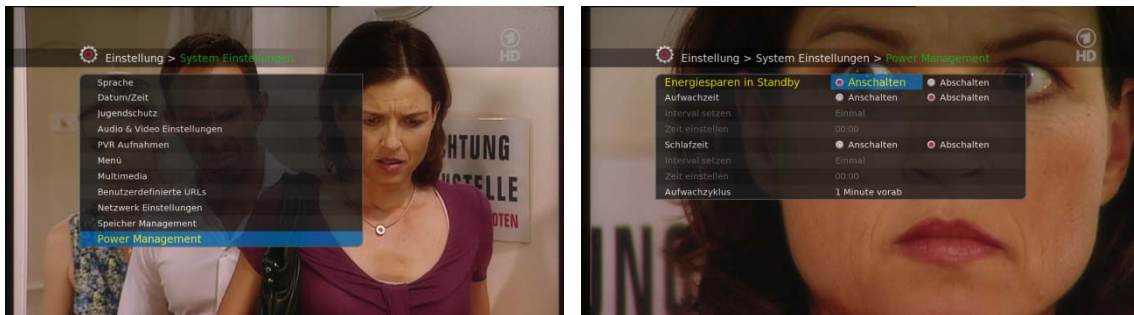 Einstellung > System Einstellungen
HD
Sprache
Datum/Zeit
Jugendschutz
Audio & Video Einstellungen
PVR Aufnahmen
Menü
Multimedia
Benutzerdefinierte URLs
Netzwerk Einstellungen
Speicher Management
Power Management
HTUNG
STELLE
OTEN
Einstellung > System Einstellungen > Power Management
HD
Energiesparen in Standby Anschalten Abschalten
Aufwachzeit Anschalten Abschalten
Interval setzen Einmal
Zeit einstellen 00:00
Schlafzeit Anschalten Abschalten
Interval setzen Einmal
Zeit einstellen 00:00
Aufwachzyklus 1 Minute vorab